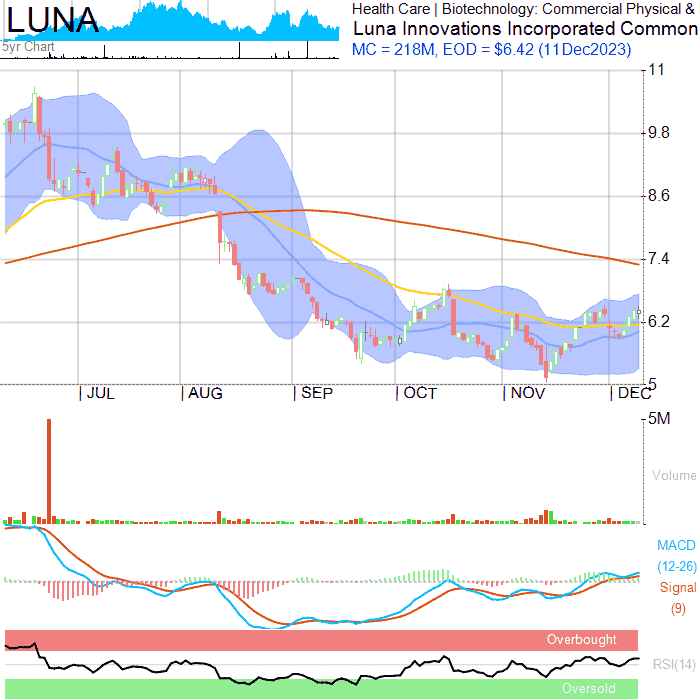 LUNA
5yr Chart
Health Care | Biotechnology: Commercial Physical &
Luna Innovations Incorporated Common
MC = 218M, EOD = $6.42 (11Dec2023)
11
9.8
8.6
7.4
6.2
5
JUL AUG SEP OCT NOV DEC
5M
Volume
MACD
(12-26)
Signal
(9)
Overbought
RSI(14)
Oversold